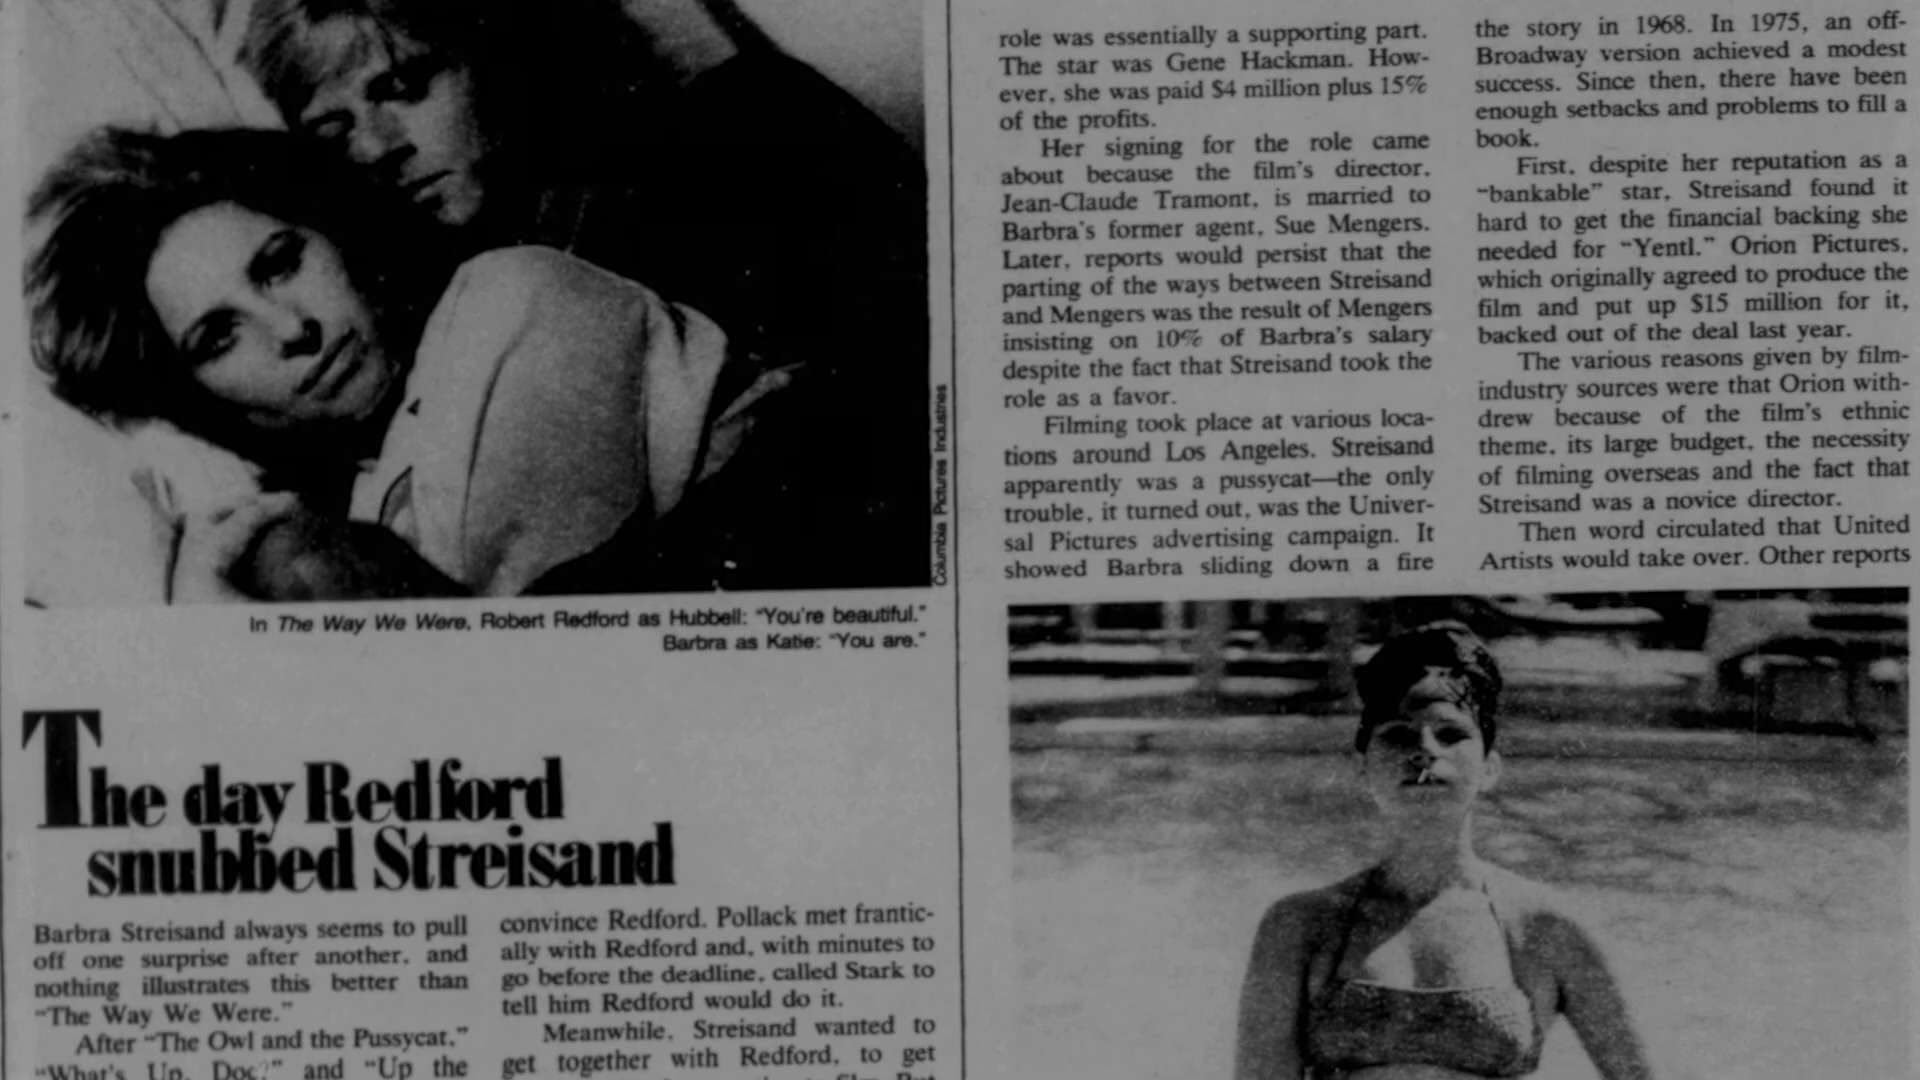 Columbia Pictures Industries
In The Way We Were, Robert Redford as Hubbell: “You're beautiful.”
Barbra as Katie: “You are.”
The day Redford
snubbed Streisand
Barbra Streisand always seems to pull
off one surprise after another, and
nothing illustrates this better than
“The Way We Were.”
After “The Owl and the Pussycat,”
“What's Up, Doc?” and “Up the
convince Redford. Pollack met frantic-
ally with Redford and, with minutes to
go before the deadline, called Stark to
tell him Redford would do it.
Meanwhile, Streisand wanted to
get together with Redford, to get
role was essentially a supporting part.
The star was Gene Hackman. How-
ever, she was paid $4 million plus 15%
of the profits.
Her signing for the role came
about because the film's director,
Jean-Claude Tramont, is married to
Barbra's former agent, Sue Mengers.
Later, reports would persist that the
parting of the ways between Streisand
and Mengers was the result of Mengers
insisting on 10% of Barbra's salary
despite the fact that Streisand took the
role as a favor.
Filming took place at various loca-
tions around Los Angeles. Streisand
apparently was a pussycat—the only
trouble, it turned out, was the Univer-
sal Pictures advertising campaign. It
showed Barbra sliding down a fire
the story in 1968. In 1975, an off-
Broadway version achieved a modest
success. Since then, there have been
enough setbacks and problems to fill a
book.
First, despite her reputation as a
“bankable” star, Streisand found it
hard to get the financial backing she
needed for “Yentl.” Orion Pictures,
which originally agreed to produce the
film and put up $15 million for it,
backed out of the deal last year.
The various reasons given by film-
industry sources were that Orion with-
drew because of the film's ethnic
theme, its large budget, the necessity
of filming overseas and the fact that
Streisand was a novice director.
Then word circulated that United
Artists would take over. Other reports